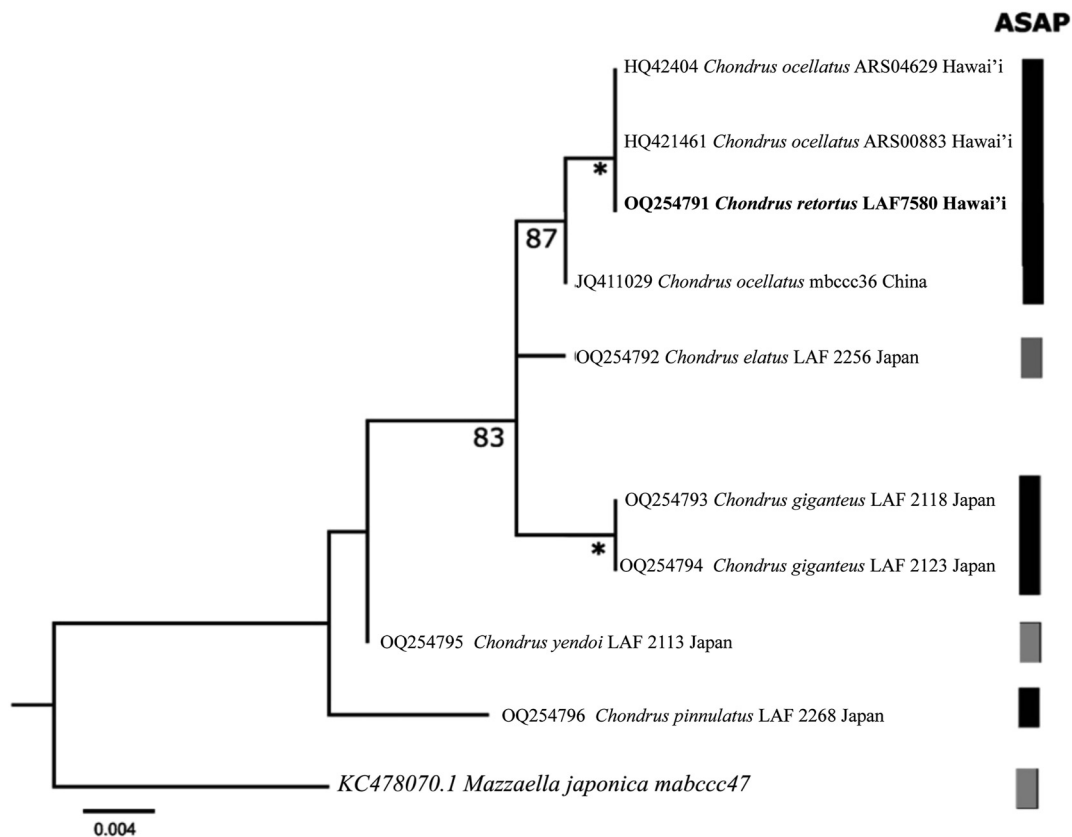 ASAP
HQ42404 Chondrus ocellatus ARS04629 Hawai’i
HQ421461 Chondrus ocellatus ARS00883 Hawai’i
*
OQ254791 Chondrus retortus LAF7580 Hawai’i
87
JQ411029 Chondrus ocellatus mbccc36 China
OQ254792 Chondrus elatus LAF 2256 Japan
83
OQ254793 Chondrus giganteus LAF 2118 Japan
*
OQ254794 Chondrus giganteus LAF 2123 Japan
OQ254795 Chondrus yendoi LAF 2113 Japan
OQ254796 Chondrus pinnulatus LAF 2268 Japan
KC478070.1 Mazzaella japonica mabccc47
0.004